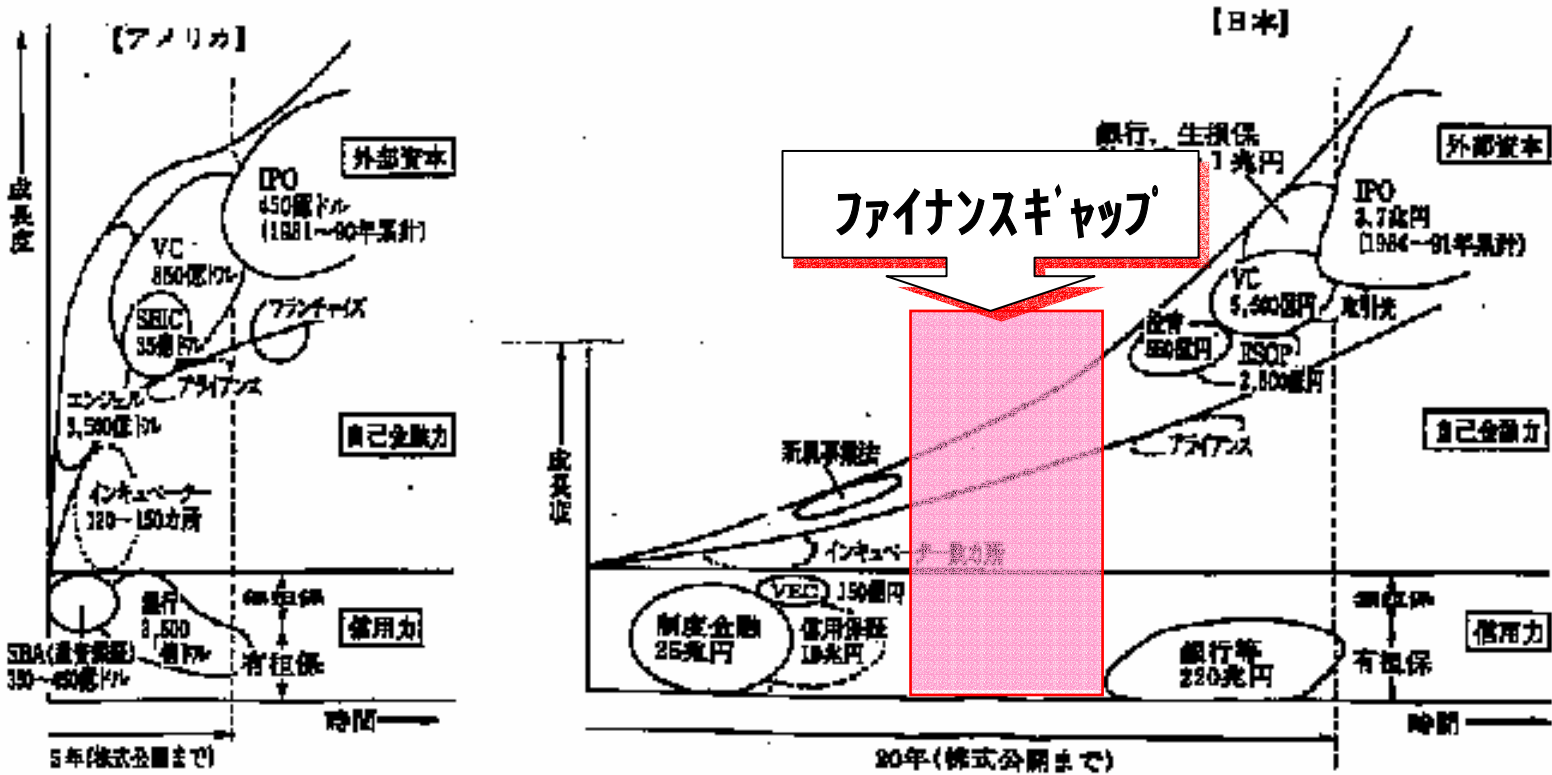 【アメリカ】
成長度
外部資本
IPO
450億ドル
(1981〜90年累計)
VC
350億ドル
SBIC
35億ドル
フランチャイズ
アライアンス
エンジェル
自己金融力
インキュベーター
120〜150カ所
銀行
億ドル
無担保
信用力
SBA(融資保証)
有担保
時間
5年(株式公開まで)
【日本】
銀行，生損保
兆円
外部資本
ファイナンスギャップ
IPO
3.7兆円
(1984〜91年累計)
VC
取引先
投育
ESOP
成長度
新規事業法
アライアンス
自己金融力
インキュベーター数カ所
VEC
150億円
制度金融
25兆円
信用保証
無担保
信用力
銀行等
220兆円
有担保
時間
20年(株式公開まで)